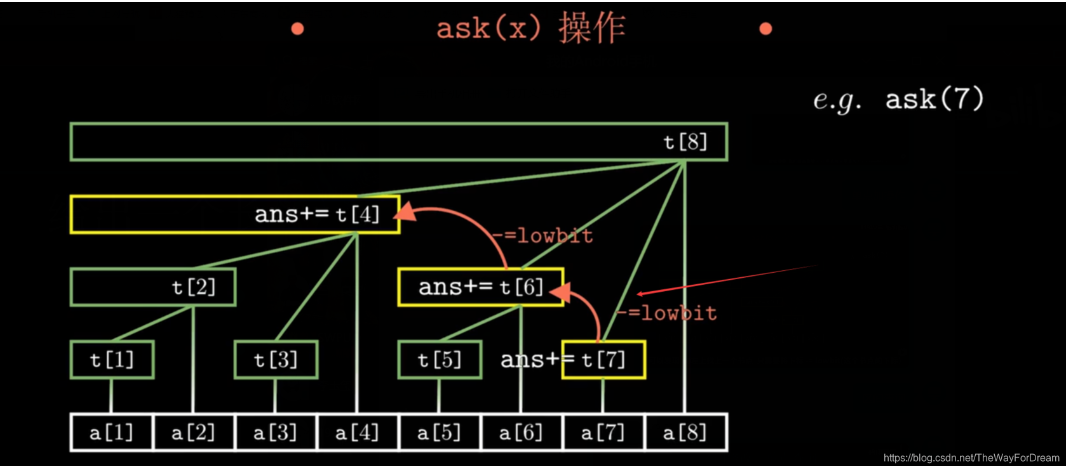 • ask(x) 操作 •
e.g. ask(7)
t[8]
ans+= t[4]
-=lowbit
t[2]
ans+= t[6]
-=lowbit
t[1]
t[3]
t[5]
ans+= t[7]
a[1] a[2] a[3] a[4] a[5] a[6] a[7] a[8]
https://blog.csdn.net/TheWayForDream